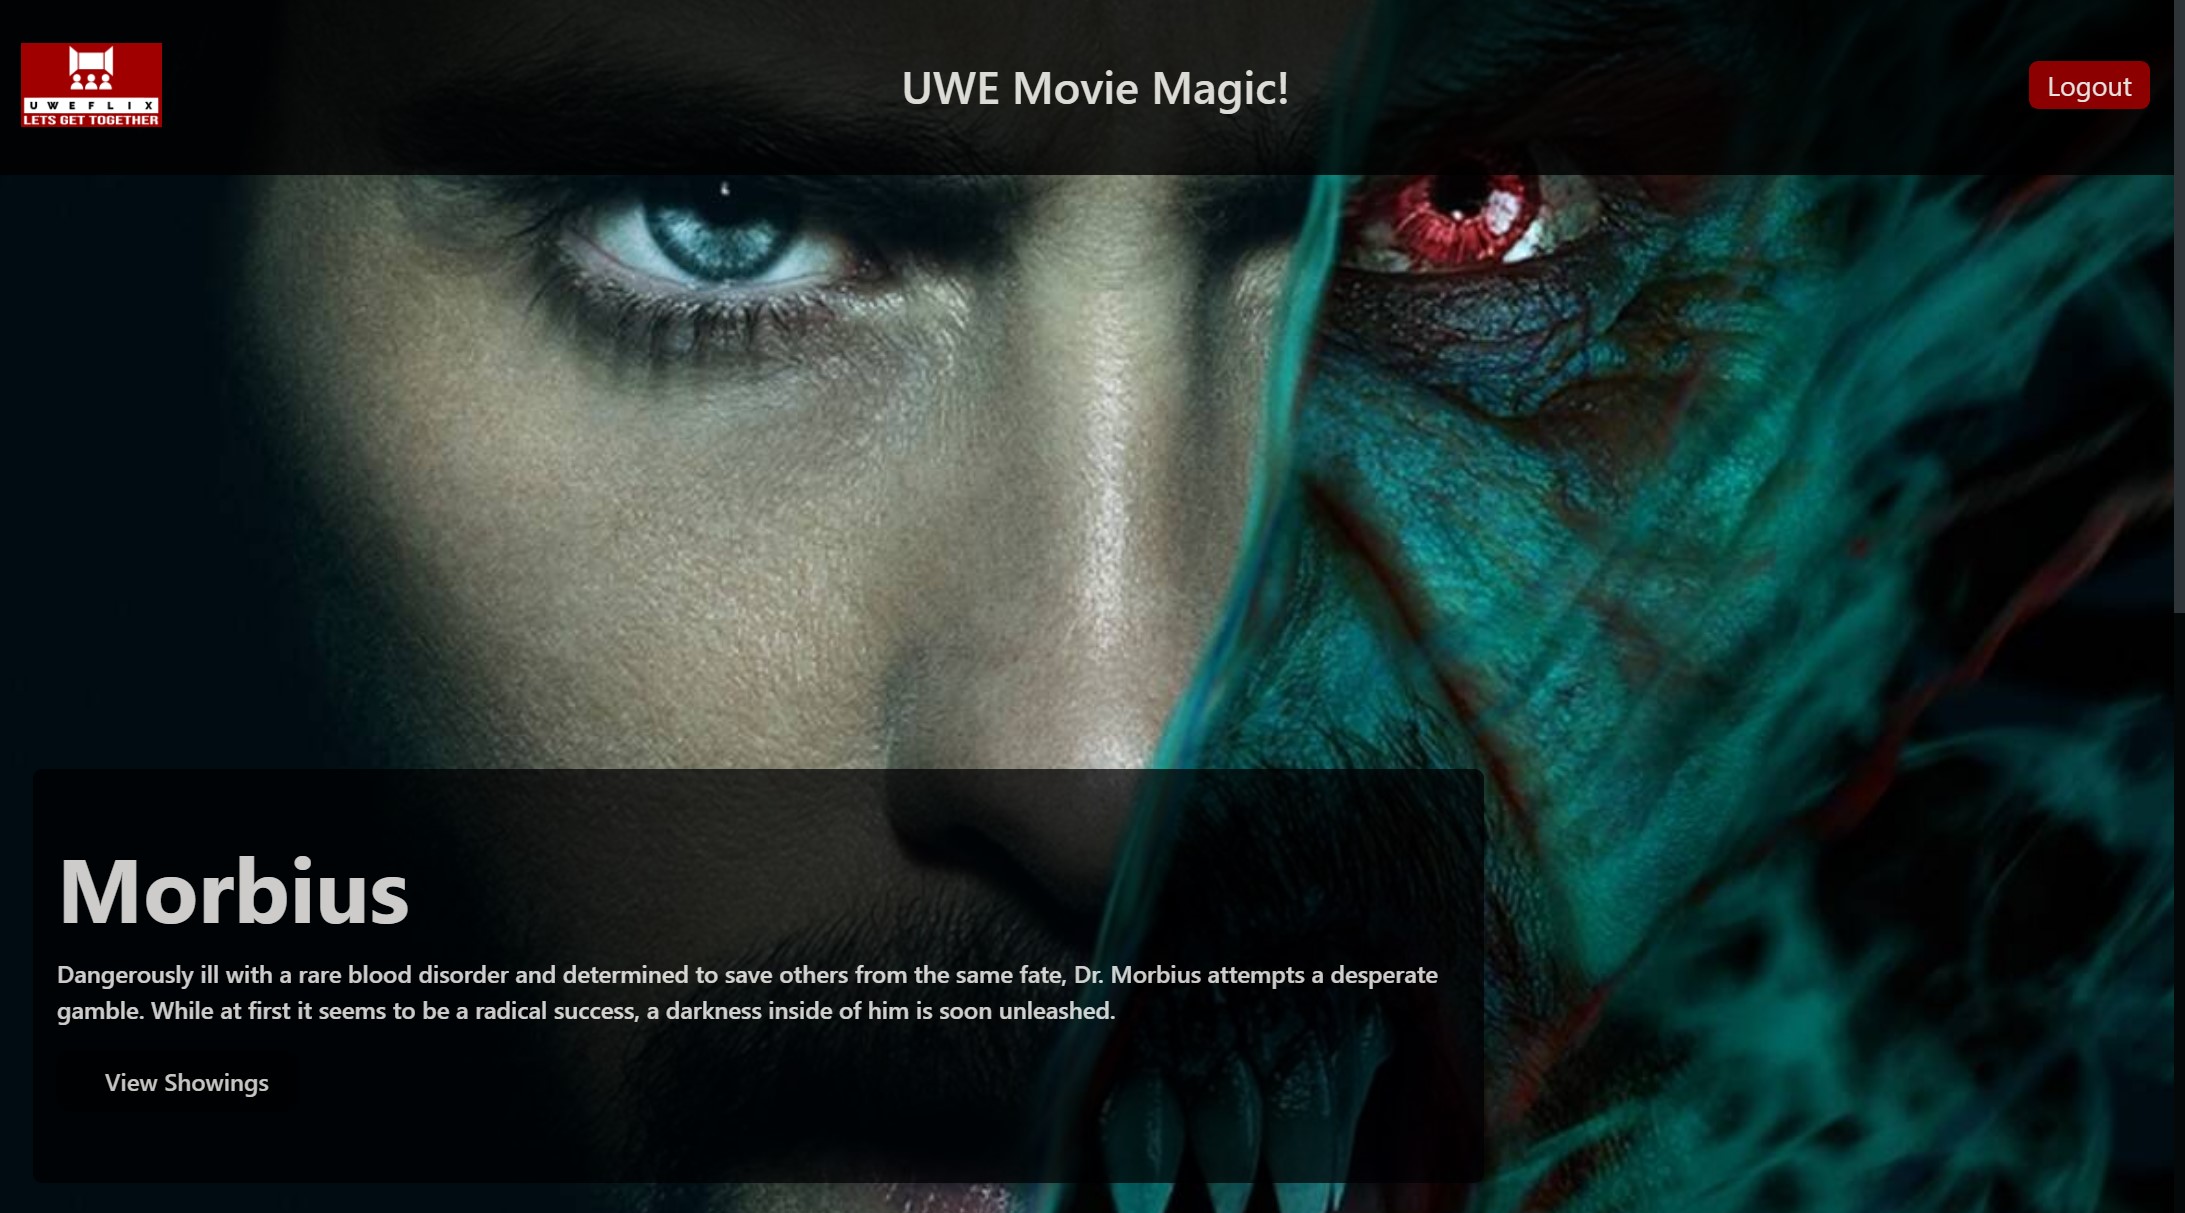 UWEFLIX
LETS GET TOGETHER
UWE Movie Magic!
Logout
Morbius
Dangerously ill with a rare blood disorder and determined to save others from the same fate, Dr. Morbius attempts a desperate
gamble. While at first it seems to be a radical success, a darkness inside of him is soon unleashed.
View Showings